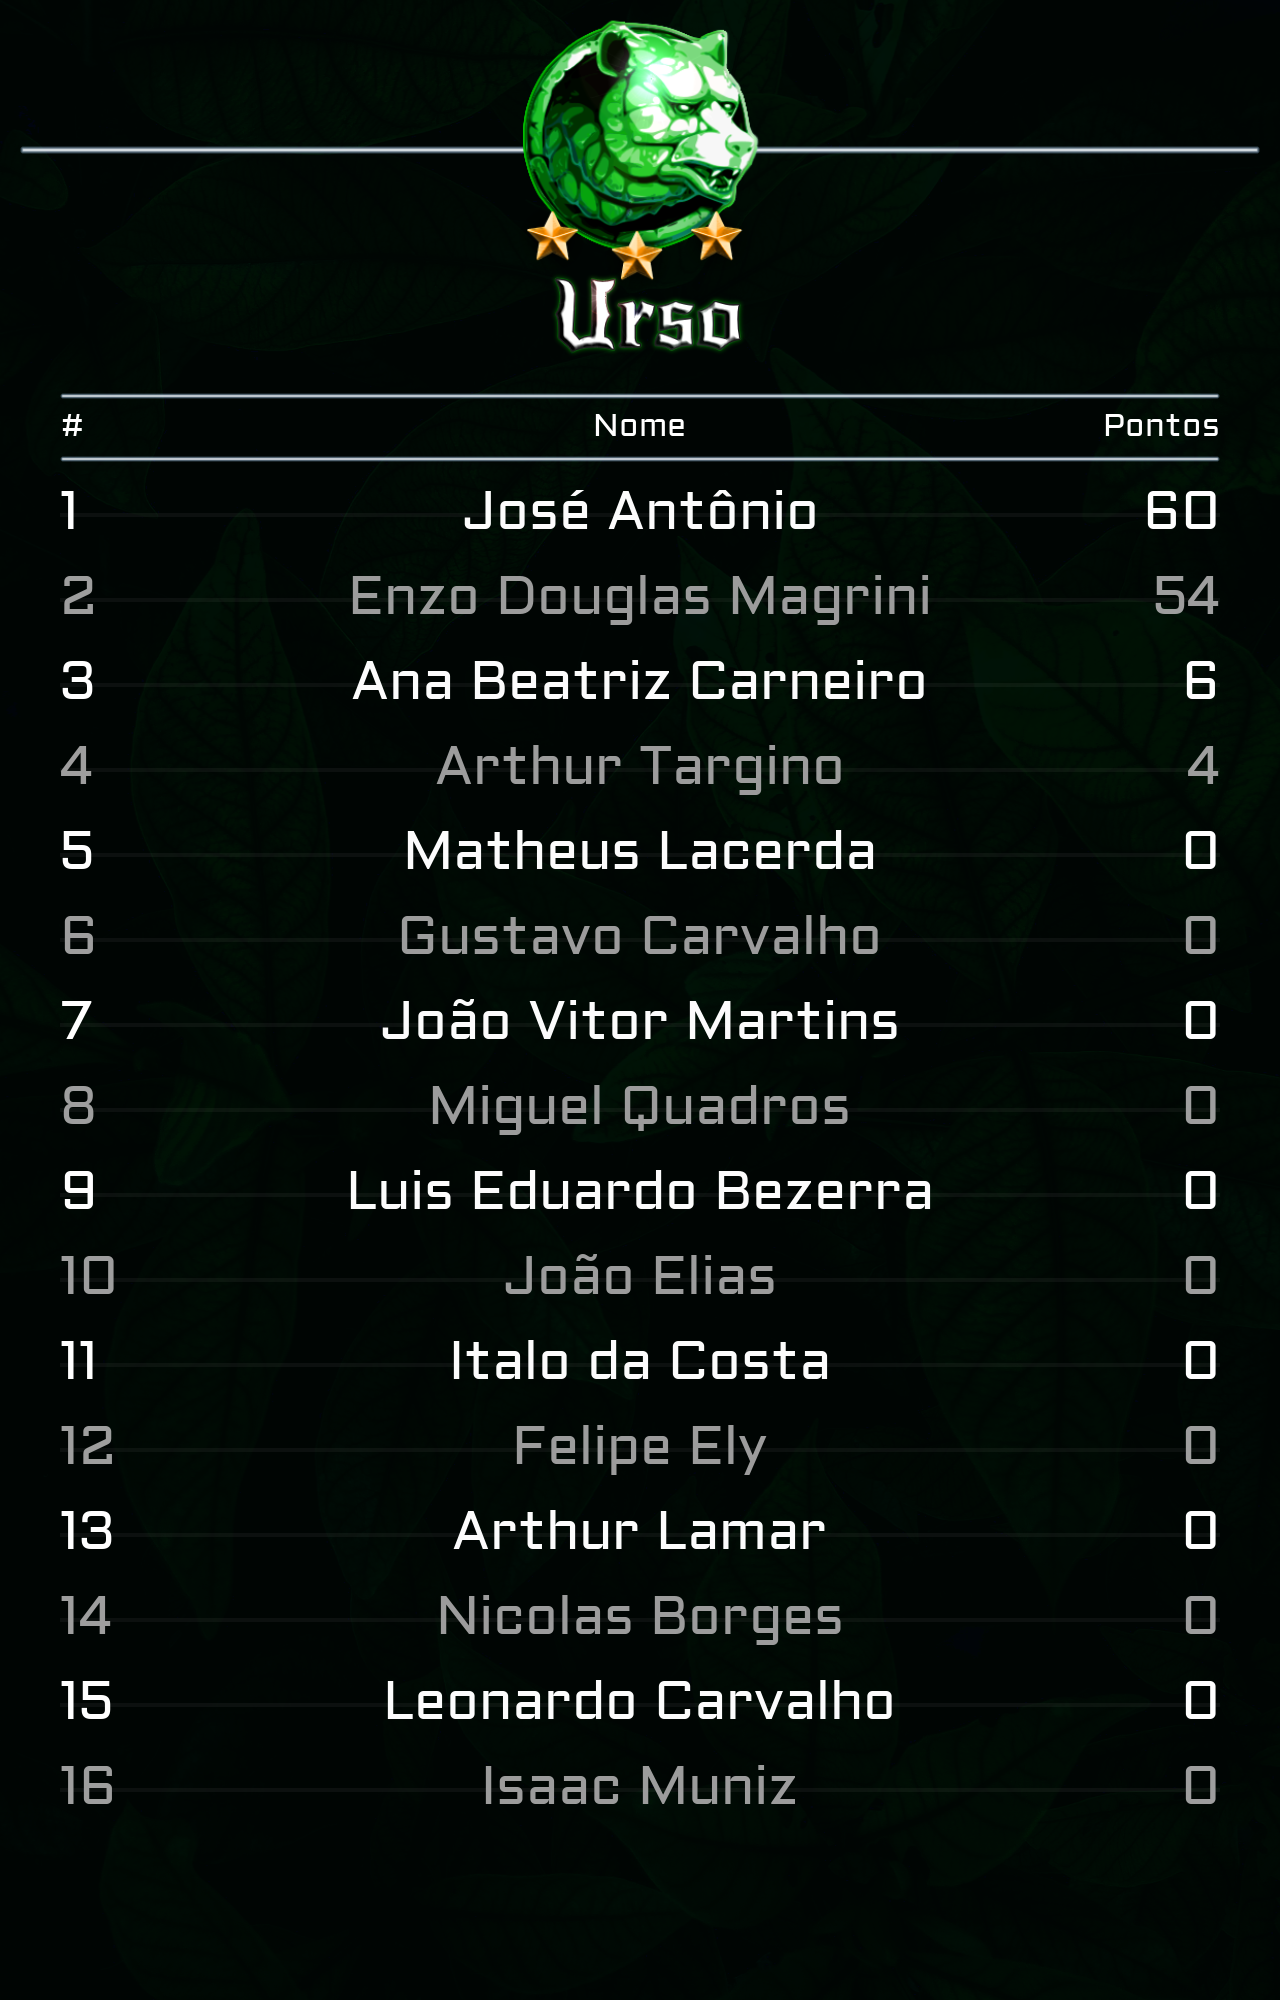 Urso
# Nome Pontos
1 José Antônio 60
2 Enzo Douglas Magrini 54
3 Ana Beatriz Carneiro 6
4 Arthur Targino 4
5 Matheus Lacerda 0
6 Gustavo Carvalho 0
7 João Vitor Martins 0
8 Miguel Quadros 0
9 Luis Eduardo Bezerra 0
10 João Elias 0
11 Italo da Costa 0
12 Felipe Ely 0
13 Arthur Lamar 0
14 Nicolas Borges 0
15 Leonardo Carvalho 0
16 Isaac Muniz 0